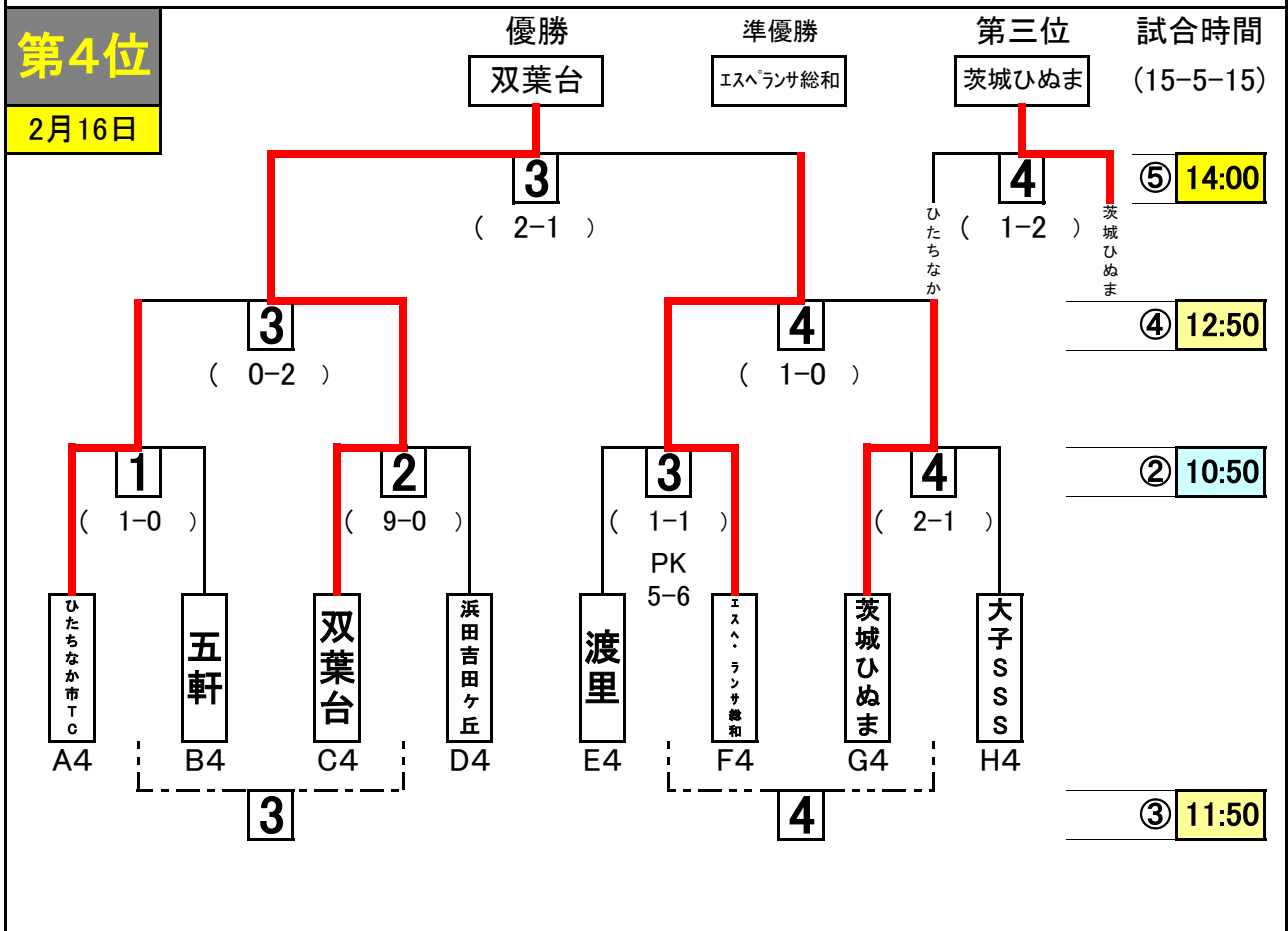 第4位
2月16日
優勝
双葉台
準優勝
エスペランサ総和
第三位
茨城ひぬま
試合時間
(15-5-15)
3
( 2-1 )
4
( 1-2 )
ひたちなか
茨城ひぬま
⑤ 14:00
3
( 0-2 )
4
( 1-0 )
④ 12:50
1
( 1-0 )
2
( 9-0 )
3
( 1-1 )
PK
5-6
4
( 2-1 )
② 10:50
ひたちなか市TC
五軒
双葉台
浜田吉田ヶ丘
渡里
エスペランサ総和
茨城ひぬま
大子SSS
A4
B4
C4
D4
E4
F4
G4
H4
3
4
③ 11:50